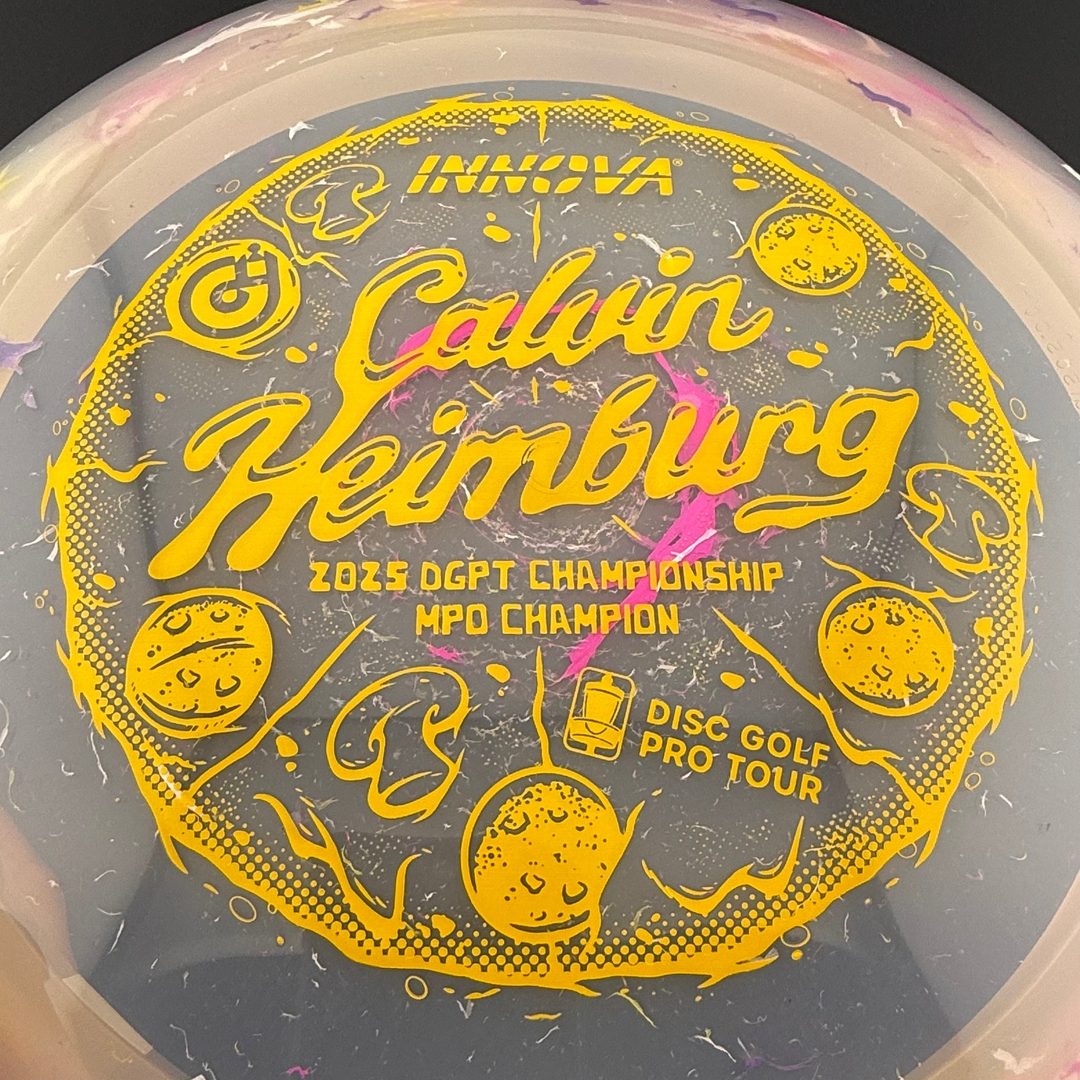 INNOVA®
Calvin
Heimburg
2025 DGPT CHAMPIONSHIP
MPO CHAMPION
DISC GOLF
PRO TOUR